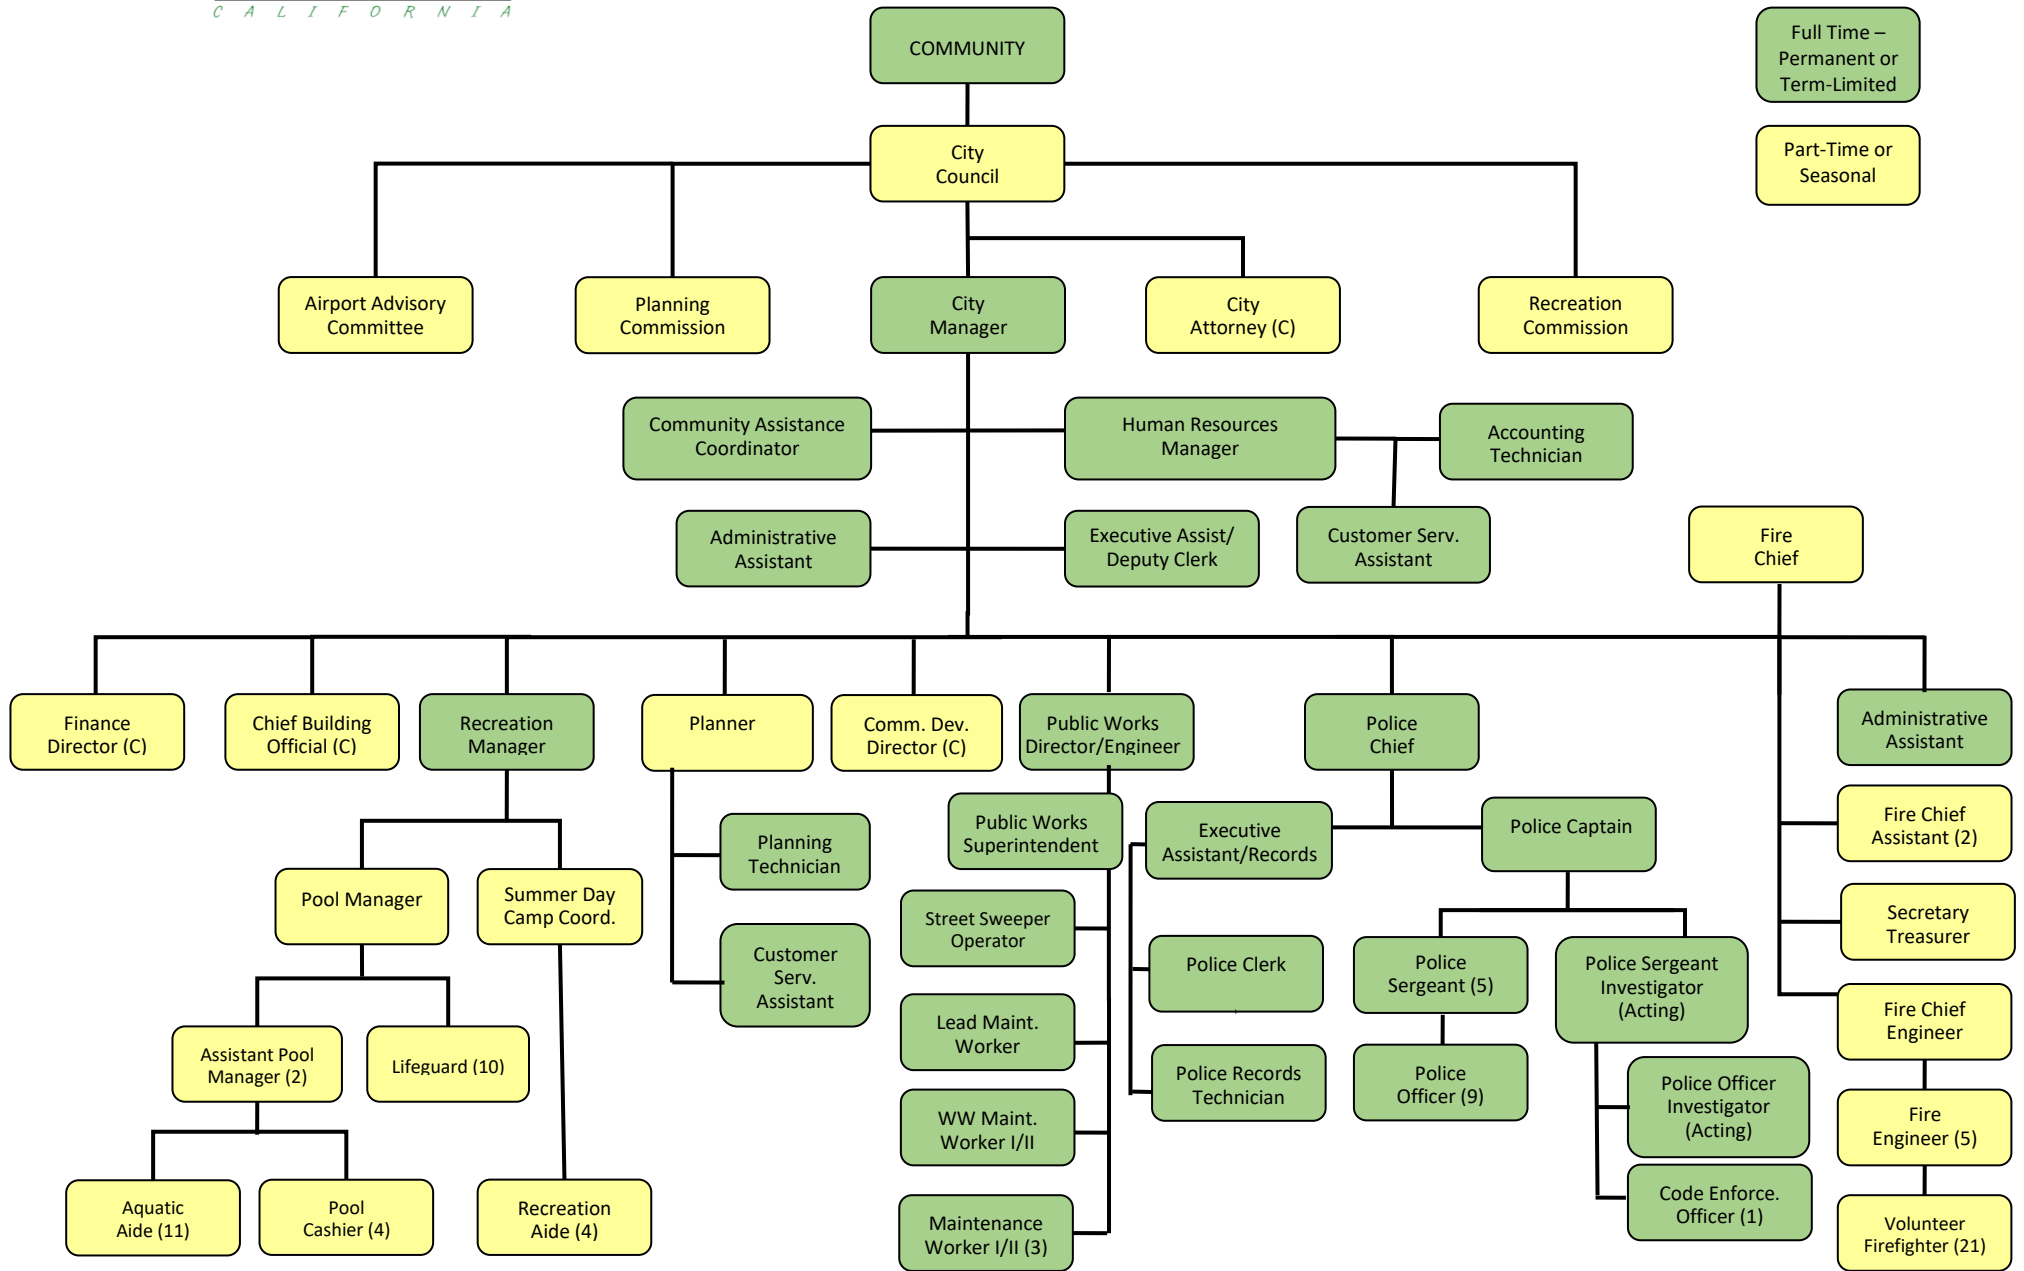 C A L I F O R N I A
COMMUNITY
Full Time –
Permanent or
Term-Limited
Part-Time or
Seasonal
City
Council
Airport Advisory
Committee
Planning
Commission
City
Manager
City
Attorney (C)
Recreation
Commission
Community Assistance
Coordinator
Human Resources
Manager
Accounting
Technician
Administrative
Assistant
Executive Assist/
Deputy Clerk
Customer Serv.
Assistant
Fire
Chief
Finance
Director (C)
Chief Building
Official (C)
Recreation
Manager
Planner
Comm. Dev.
Director (C)
Public Works
Director/Engineer
Police
Chief
Administrative
Assistant
Planning
Technician
Public Works
Superintendent
Executive
Assistant/Records
Police Captain
Fire Chief
Assistant (2)
Pool Manager
Summer Day
Camp Coord.
Street Sweeper
Operator
Secretary
Treasurer
Customer
Serv.
Assistant
Police Clerk
Police
Sergeant (5)
Police Sergeant
Investigator
(Acting)
Lead Maint.
Worker
Fire Chief
Engineer
Assistant Pool
Manager (2)
Lifeguard (10)
Police Records
Technician
Police
Officer (9)
Police Officer
Investigator
(Acting)
WW Maint.
Worker I/II
Fire
Engineer (5)
Aquatic
Aide (11)
Pool
Cashier (4)
Recreation
Aide (4)
Maintenance
Worker I/II (3)
Code Enforce.
Officer (1)
Volunteer
Firefighter (21)